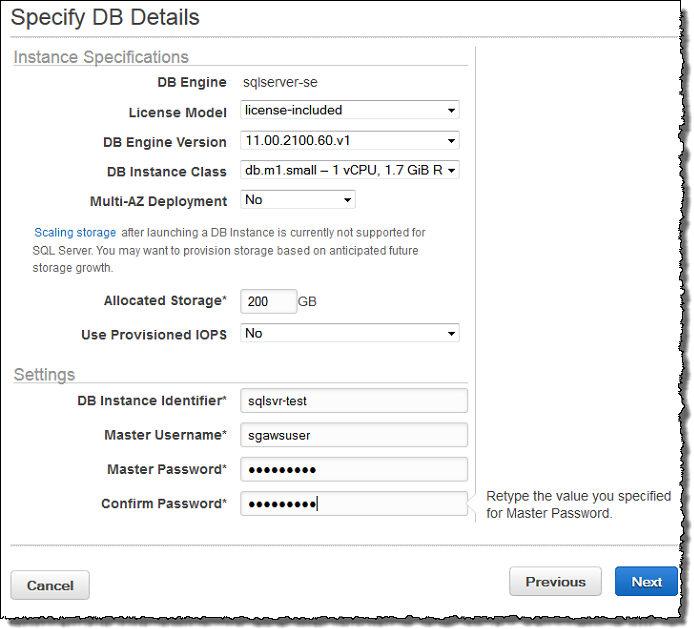 Specify DB Details
Instance Specifications
DB Engine sqlserver-se
License Model license-included
DB Engine Version 11.00.2100.60.v1
DB Instance Class db.m1.small – 1 vCPU, 1.7 GiB R
Multi-AZ Deployment No
Scaling storage after launching a DB Instance is currently not supported for
SQL Server. You may want to provision storage based on anticipated future
storage growth.
Allocated Storage* 200 GB
Use Provisioned IOPS No
Settings
DB Instance Identifier* sqlsvr-test
Master Username* sgawsuser
Master Password* •••••••••
Confirm Password* •••••••••
Retype the value you specified
for Master Password.
Cancel Previous Next